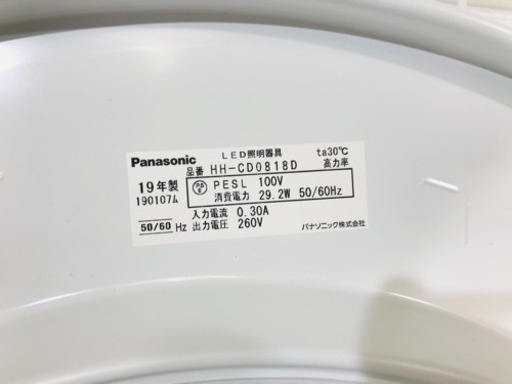 LED照明器具 ta30℃
Panasonic 品番 HH-CD0818D 高力率
19年製 PESL 100V
190107ム 消費電力 29.2W 50/60Hz
入力電流 0.30A
50/60 Hz 出力電圧 260V パナソニック株式会社